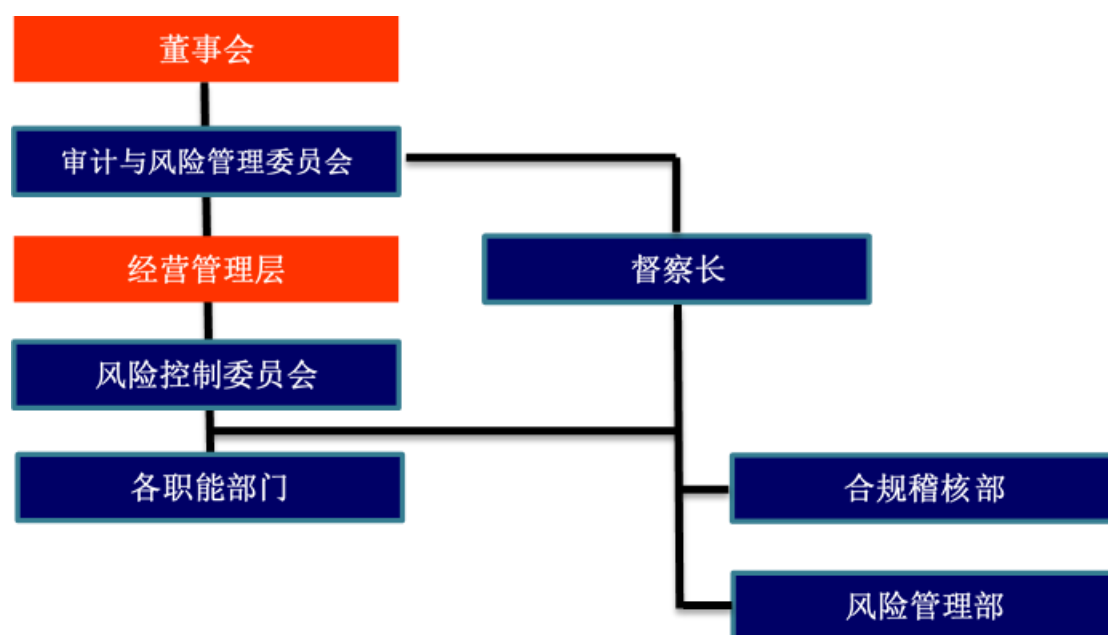 董事会
审计与风险管理委员会
经营管理层
督察长
风险控制委员会
各职能部门
合规稽核部
风险管理部